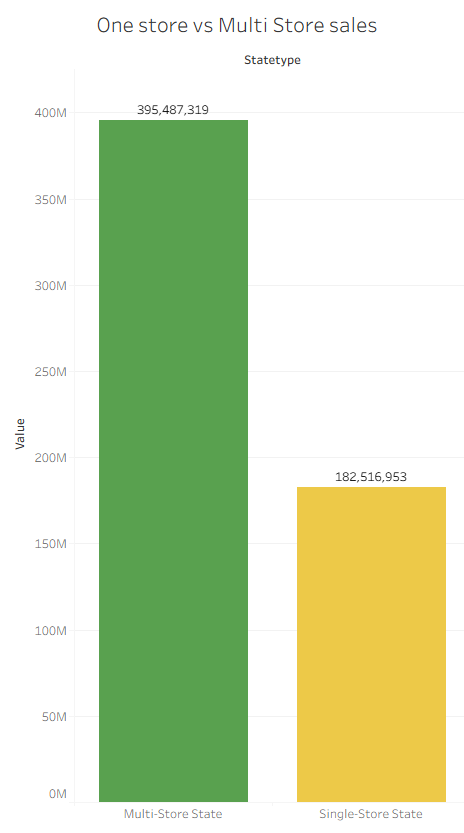 One store vs Multi Store sales
Statetype
400M
350M
300M
250M
200M
150M
100M
50M
0M
Value
395,487,319
182,516,953
Multi-Store State
Single-Store State